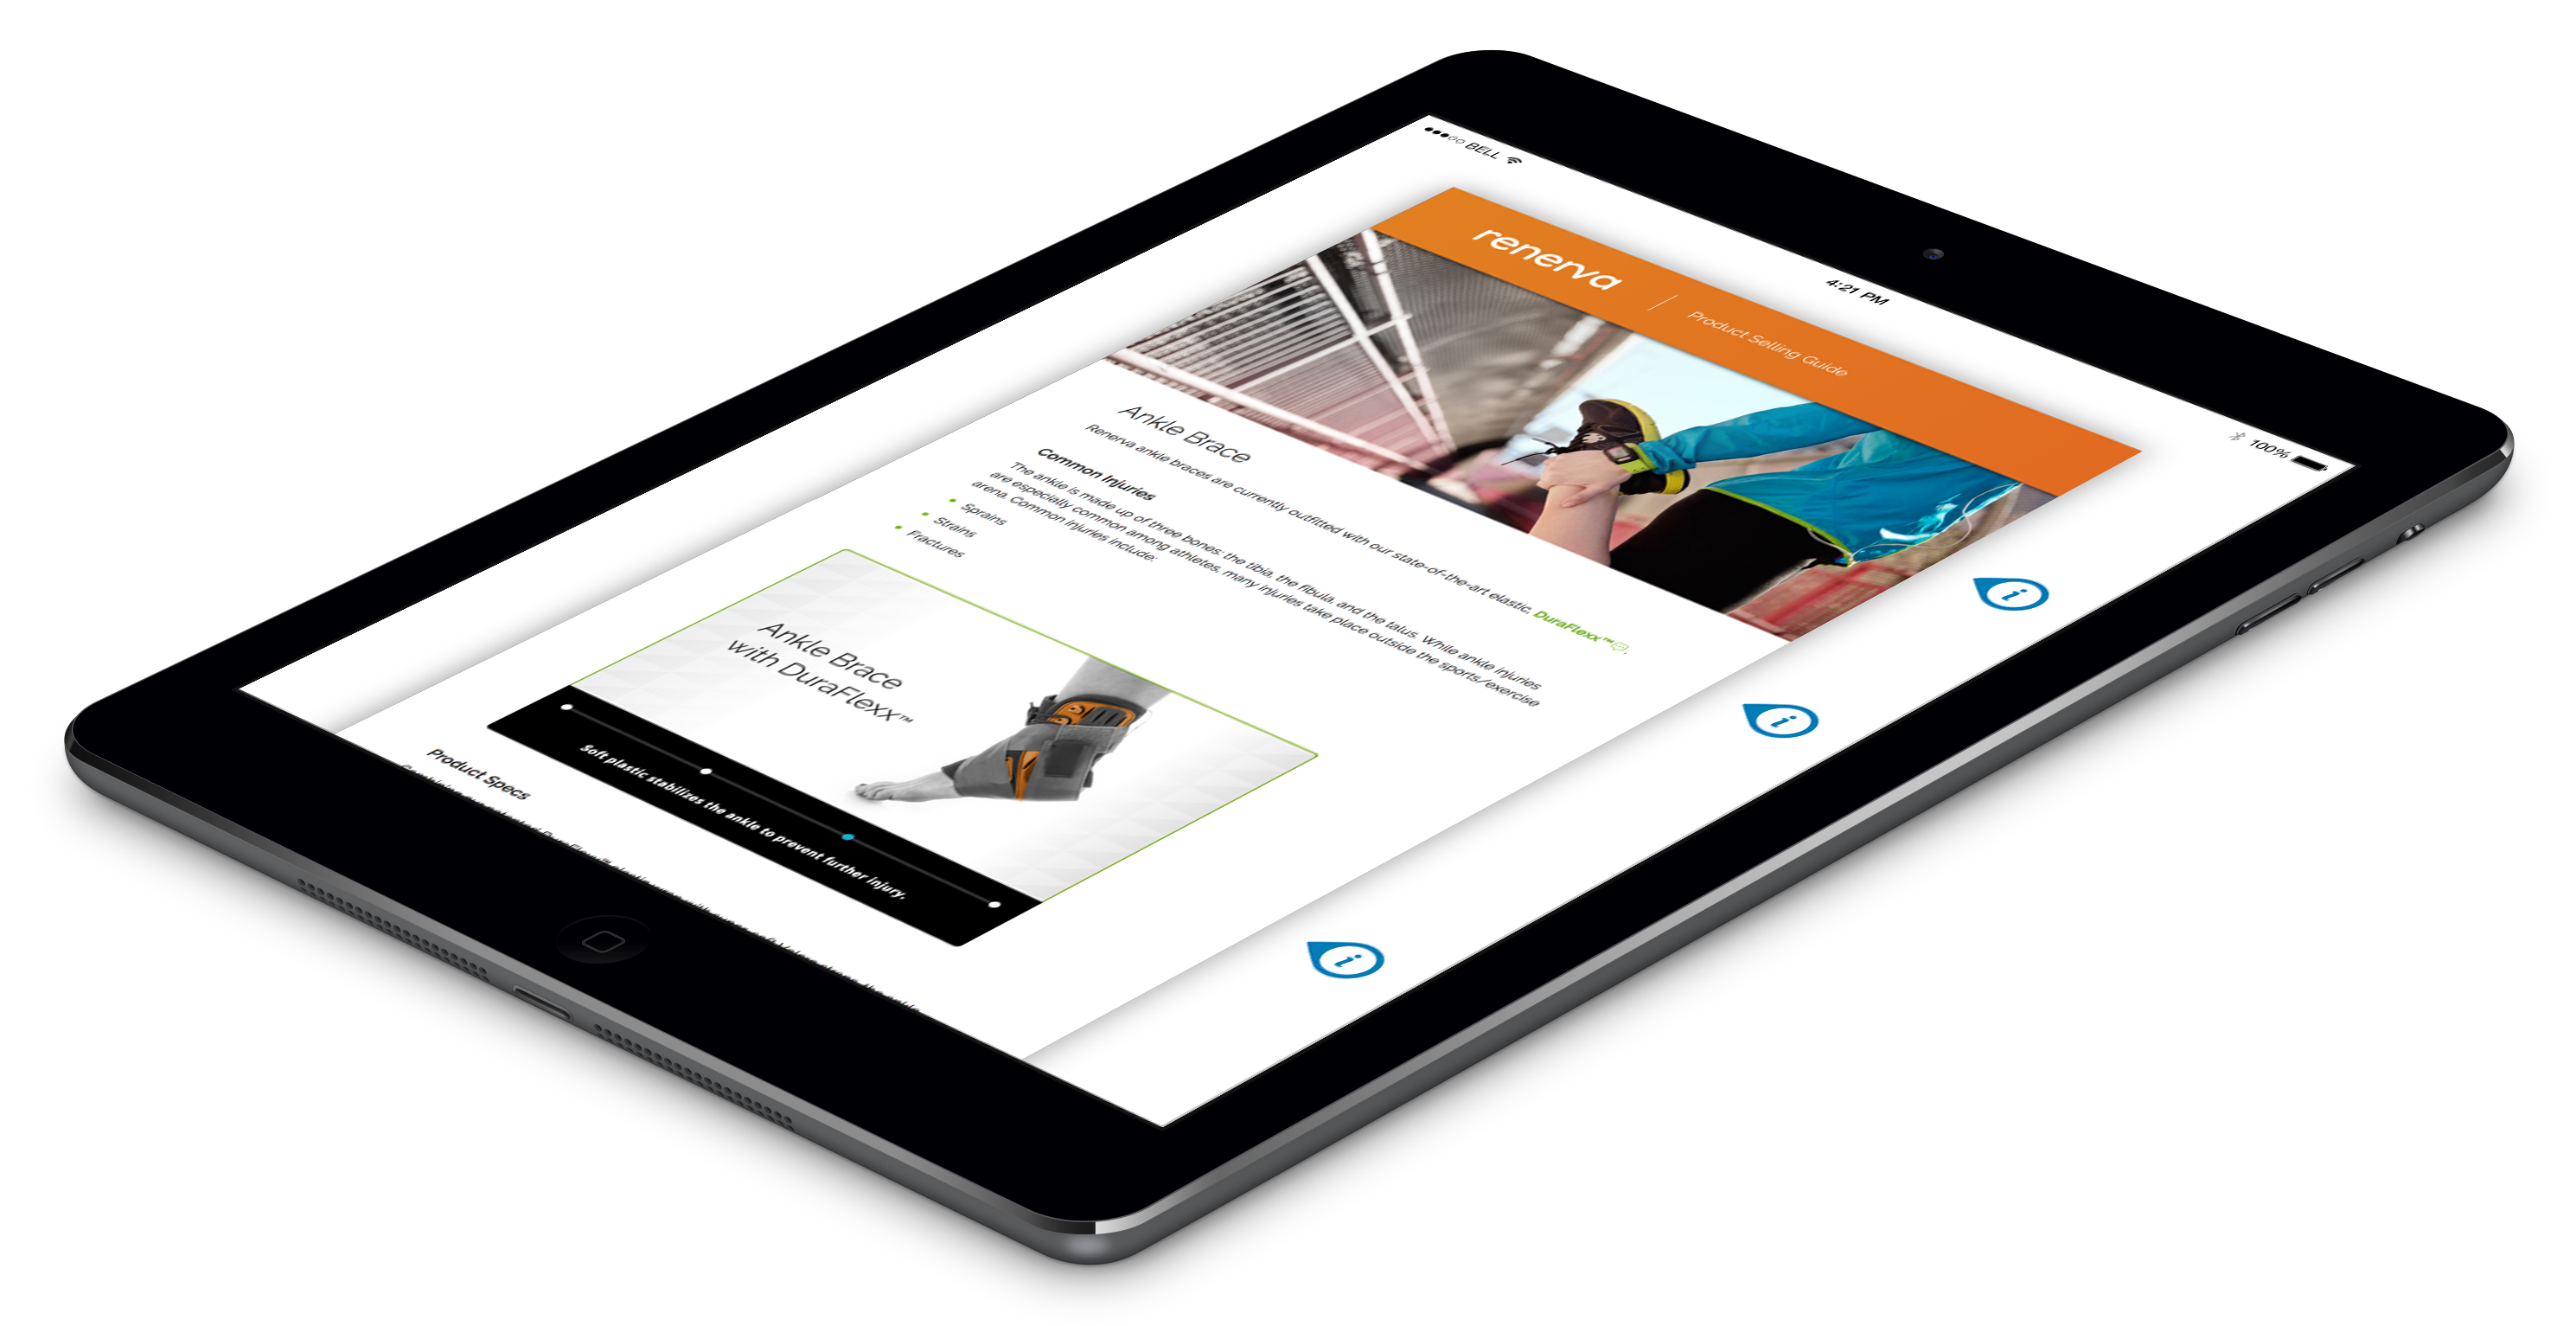 BELL
4:21 PM
100%
renerva
Product Selling Guide
Ankle Brace
Renerva ankle braces are currently outfitted with our state-of-the-art elastic, DuraFlexx™.
Common Injuries
The ankle is made up of three bones: the tibia, the fibula, and the talus. While ankle injuries
are especially common among athletes, many injuries take place outside the sports/exercise
arena. Common injuries include:
• Sprains
• Strains
• Fractures
Ankle Brace
with DuraFlexx™
Soft plastic stabilizes the ankle to prevent further injury.
i
i
i
Product Specs